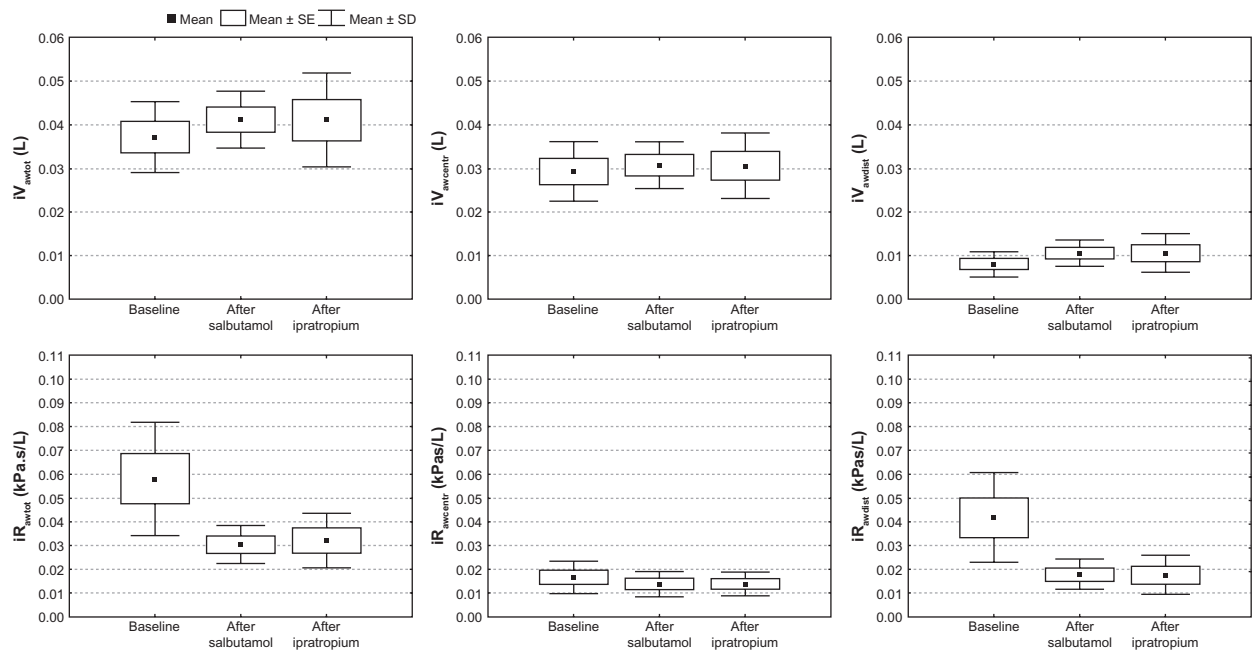 Mean Mean ± SE Mean ± SD
iVawtot (L)
0.06
0.05
0.04
0.03
0.02
0.01
0.00
Baseline
After
salbutamol
After
ipratropium
iVawcentr (L)
0.06
0.05
0.04
0.03
0.02
0.01
0.00
Baseline
After
salbutamol
After
ipratropium
iVawdist (L)
0.06
0.05
0.04
0.03
0.02
0.01
0.00
Baseline
After
salbutamol
After
ipratropium
iRawtot (kPa.s/L)
0.11
0.10
0.09
0.08
0.07
0.06
0.05
0.04
0.03
0.02
0.01
0.00
Baseline
After
salbutamol
After
ipratropium
iRawcentr (kPas/L)
0.11
0.10
0.09
0.08
0.07
0.06
0.05
0.04
0.03
0.02
0.01
0.00
Baseline
After
salbutamol
After
ipratropium
iRawdist (kPas/L)
0.11
0.10
0.09
0.08
0.07
0.06
0.05
0.04
0.03
0.02
0.01
0.00
Baseline
After
salbutamol
After
ipratropium